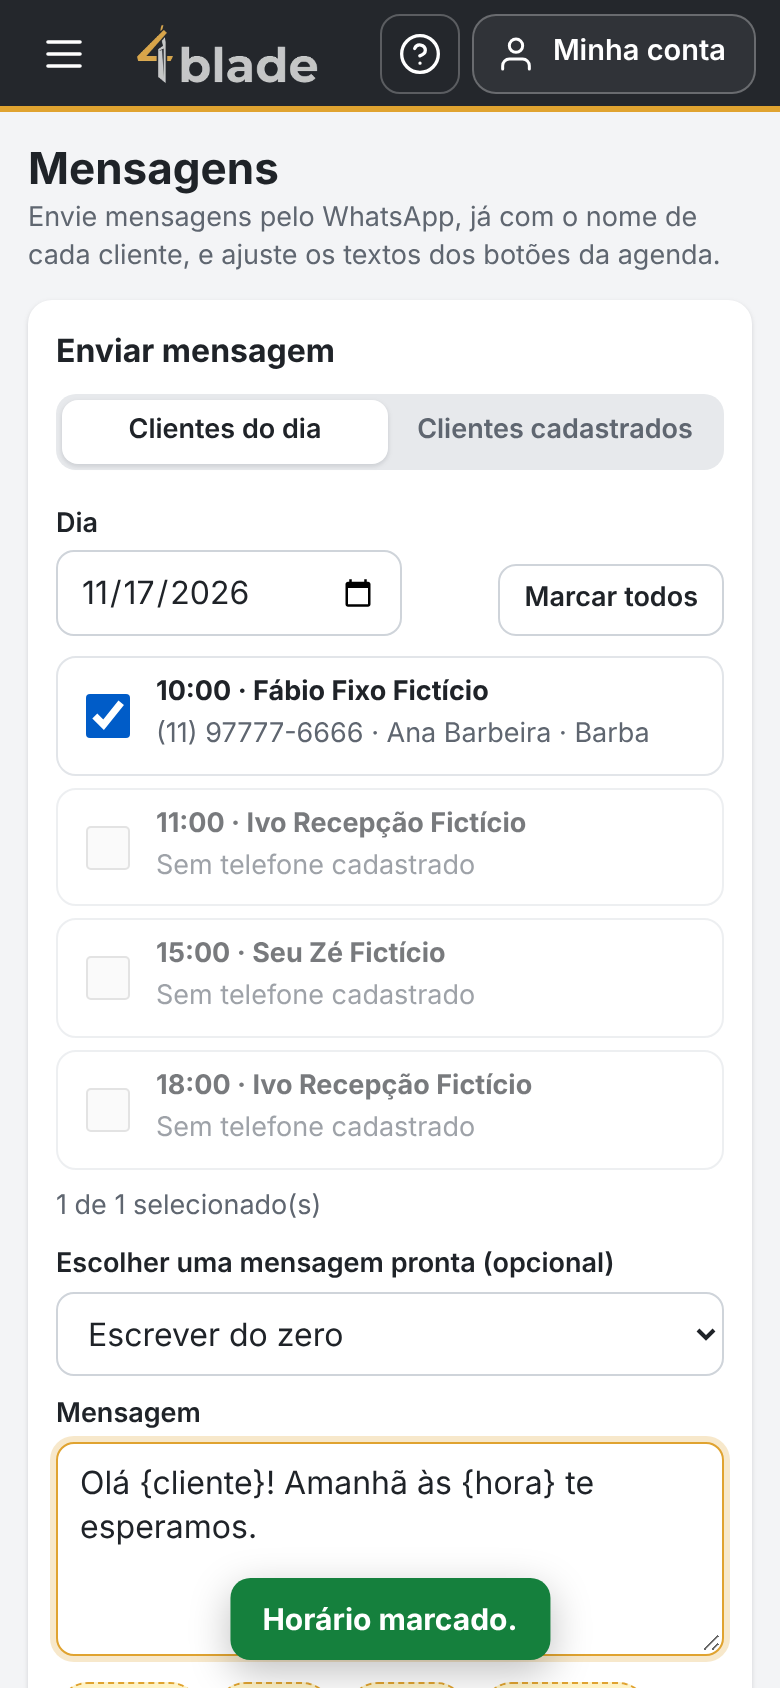 4blade
Minha conta
Mensagens
Envie mensagens pelo WhatsApp, já com o nome de
cada cliente, e ajuste os textos dos botões da agenda.
Enviar mensagem
Clientes do dia
Clientes cadastrados
Dia
11/17/2026
Marcar todos
10:00 · Fábio Fixo Fictício
(11) 97777-6666 · Ana Barbeira · Barba
11:00 · Ivo Recepção Fictício
Sem telefone cadastrado
15:00 · Seu Zé Fictício
Sem telefone cadastrado
18:00 · Ivo Recepção Fictício
Sem telefone cadastrado
1 de 1 selecionado(s)
Escolher uma mensagem pronta (opcional)
Escrever do zero
Mensagem
Olá {cliente}! Amanhã às {hora} te
esperamos.
Horário marcado.